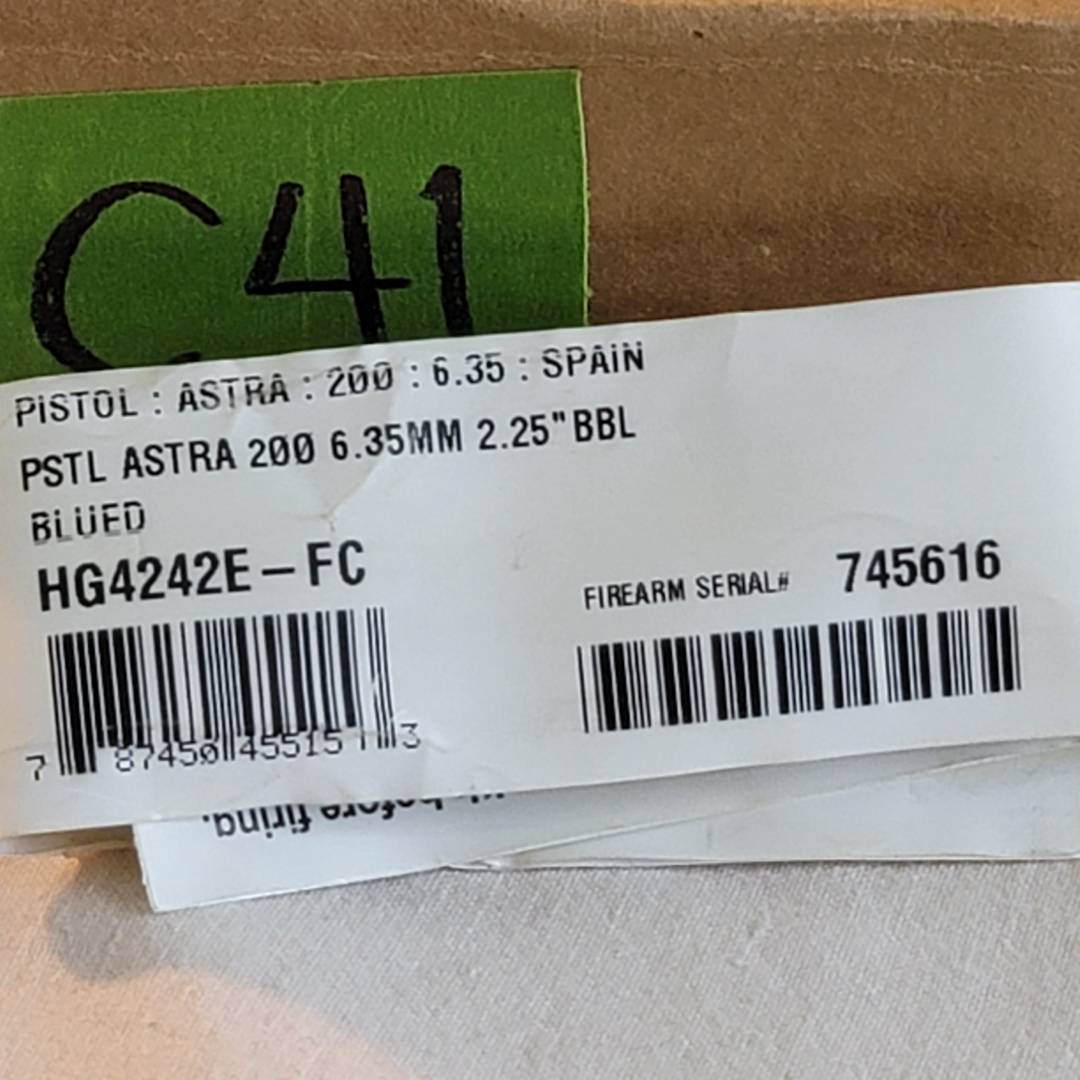 C41
PISTOL : ASTRA : 200 : 6.35 : SPAIN
PSTL ASTRA 200 6.35MM 2.25" BBL
BLUED
HG4242E-FC
FIREARM SERIAL# 745616
7 87450 45515 3
before firing.